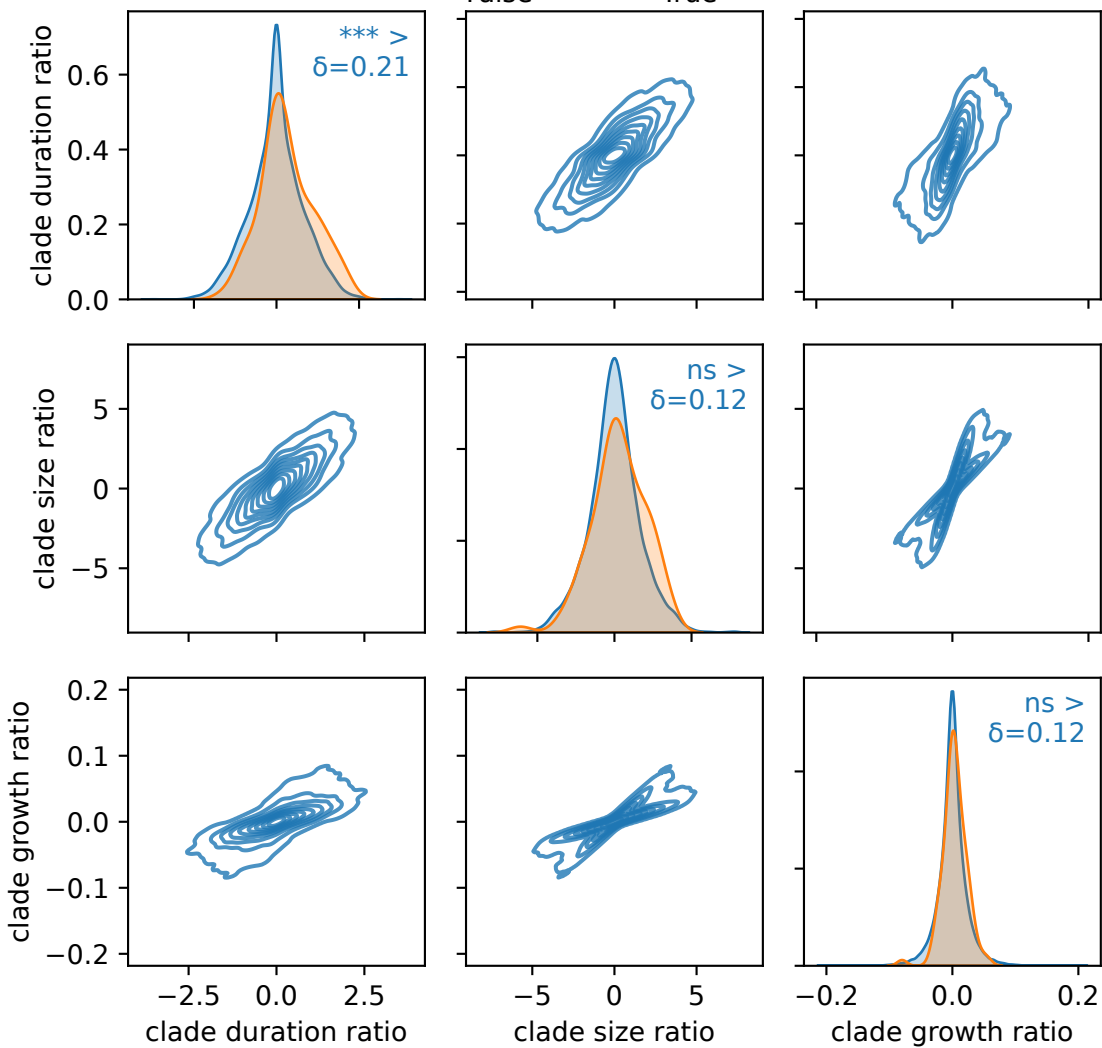 clade duration ratio
0.6
0.4
0.2
0.0
*** >
δ=0.21
clade size ratio
5
0
−5
ns >
δ=0.12
clade growth ratio
0.2
0.1
0.0
−0.1
−0.2
ns >
δ=0.12
−2.5 0.0 2.5
−5 0 5
−0.2 0.0 0.2
clade duration ratio
clade size ratio
clade growth ratio